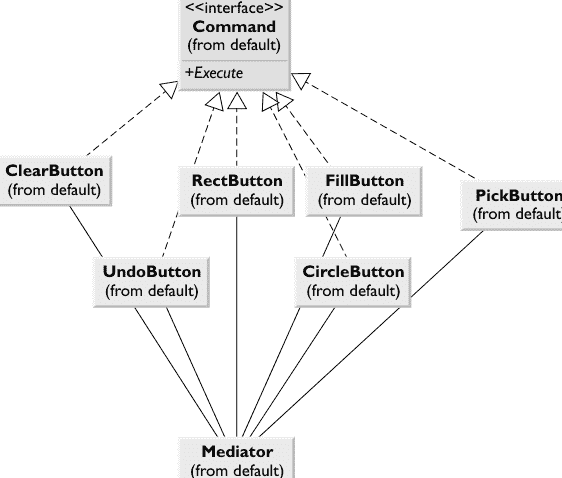 <<interface>>
Command
(from default)
+Execute
ClearButton
(from default)
RectButton
(from default)
FillButton
(from default)
PickButton
(from default)
UndoButton
(from default)
CircleButton
(from default)
Mediator
(from default)